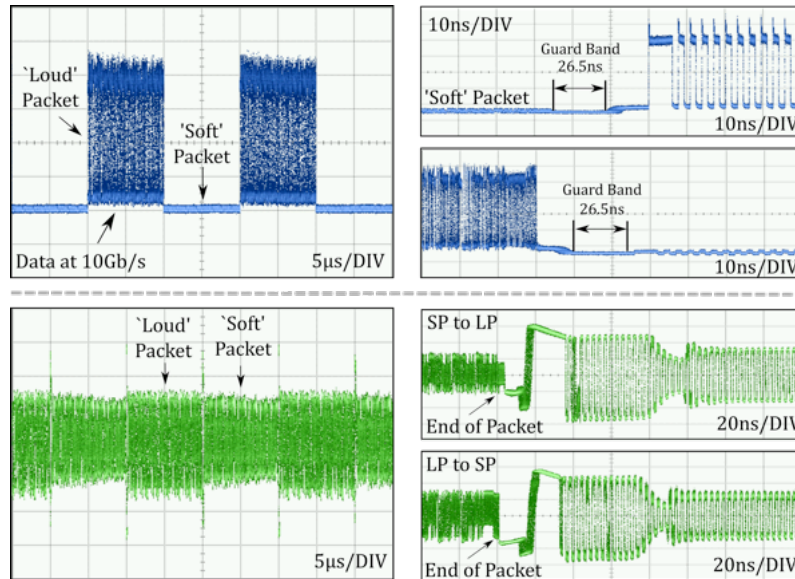 `Loud'
Packet
'Soft'
Packet
Data at 10Gb/s
5μs/DIV
10ns/DIV
Guard Band
26.5ns
'Soft' Packet
10ns/DIV
Guard Band
26.5ns
10ns/DIV
`Loud'
Packet
`Soft'
Packet
5μs/DIV
SP to LP
End of Packet
20ns/DIV
LP to SP
End of Packet
20ns/DIV